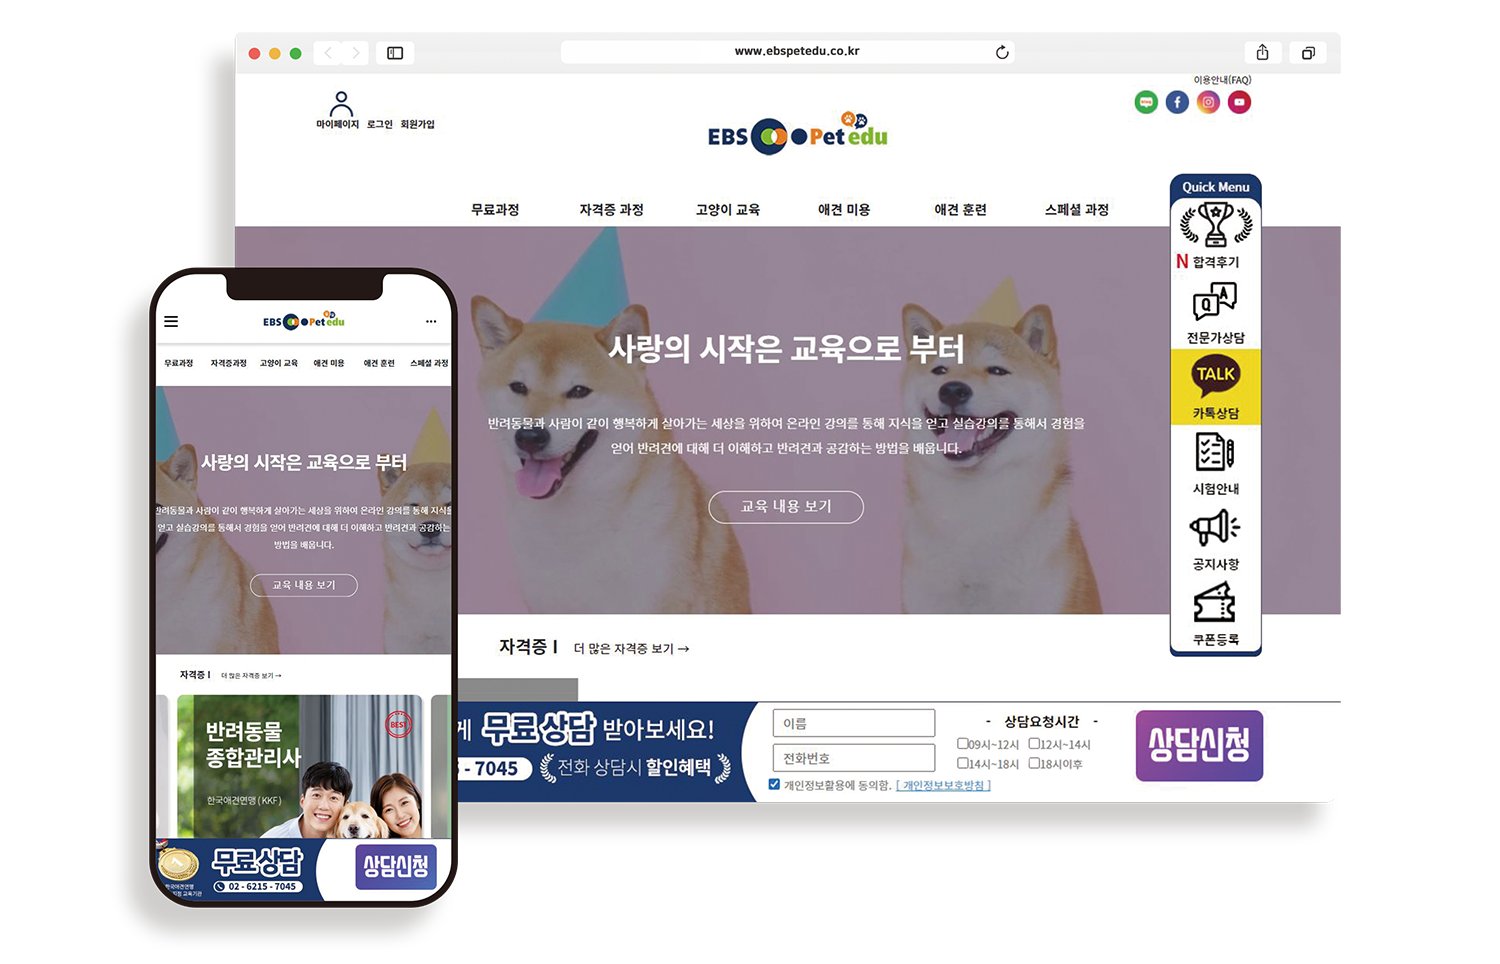 www.ebspetedu.co.kr
이용안내(FAQ)
마이페이지 로그인 회원가입
EBS Pet edu
무료과정 자격증 과정 고양이 교육 애견 미용 애견 훈련 스페셜 과정
사랑의 시작은 교육으로 부터
반려동물과 사람이 같이 행복하게 살아가는 세상을 위하여 온라인 강의를 통해 지식을 얻고 실습강의를 통해서 경험을
얻어 반려견에 대해 더 이해하고 반려견과 공감하는 방법을 배웁니다.
교육 내용 보기
Quick Menu
N 합격후기
Q A
전문가상담
TALK
카톡상담
시험안내
공지사항
쿠폰등록
자격증 I 더 많은 자격증 보기 →
게 무료상담 받아보세요!
- 7045 전화 상담시 할인혜택
이름
전화번호
개인정보활용에 동의함. [ 개인정보보호방침 ]
- 상담요청시간 -
09시~12시 12시~14시
14시~18시 18시이후
상담신청
EBS Pet edu
무료과정 자격증과정 고양이 교육 애견 미용 애견 훈련 스페셜 과정
사랑의 시작은 교육으로 부터
반려동물과 사람이 같이 행복하게 살아가는 세상을 위하여 온라인 강의를 통해 지식을
얻고 실습강의를 통해서 경험을 얻어 반려견에 대해 더 이해하고 반려견과 공감하는
방법을 배웁니다.
교육 내용 보기
자격증 I 더 많은 자격증 보기 →
반려동물
종합관리사
BEST
한국애견연맹 (KKF)
한국애견연맹
지정 교육기관
무료상담
02 - 6215 - 7045
상담신청